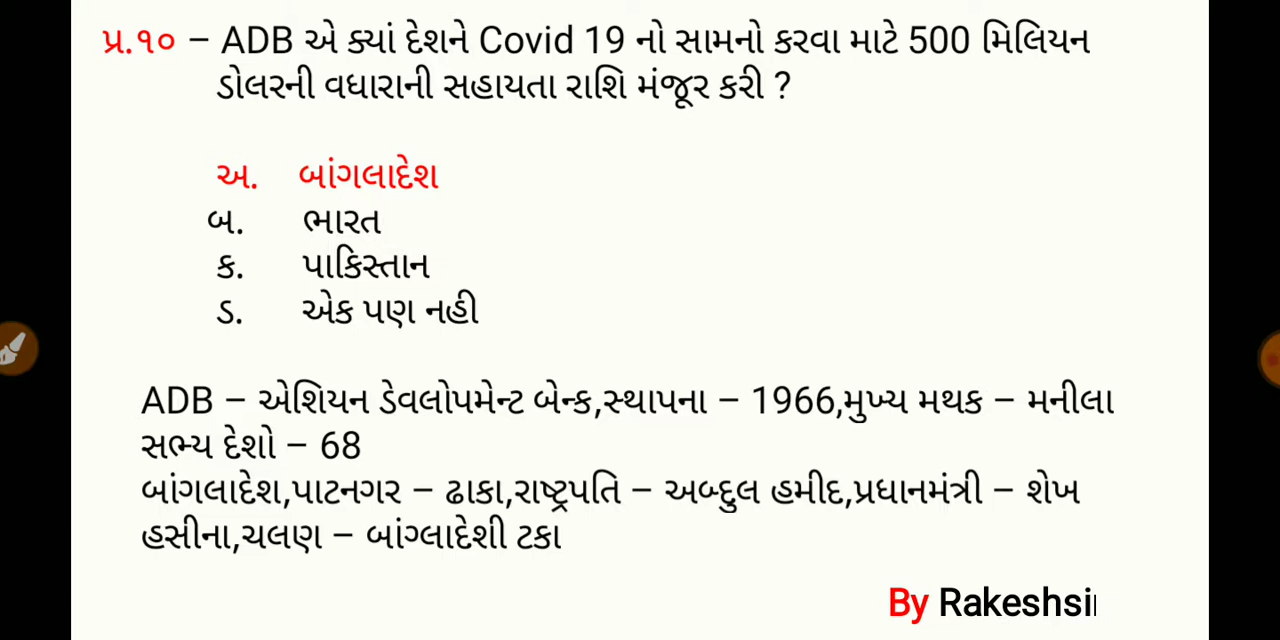 પ્ર.૧૦ – ADB એ ક્યાં દેશને Covid 19 નો સામનો કરવા માટે 500 મિલિયન
ડોલરની વધારાની સહાયતા રાશિ મંજૂર કરી ?
અ. બાંગલાદેશ
બ. ભારત
ક. પાકિસ્તાન
ડ. એક પણ નહી
ADB – એશિયન ડેવલોપમેન્ટ બેન્ક,સ્થાપના – 1966,મુખ્ય મથક – મનીલા
સભ્ય દેશો – 68
બાંગલાદેશ,પાટનગર – ઢાકા,રાષ્ટ્રપતિ – અબ્દુલ હમીદ,પ્રધાનમંત્રી – શેખ
હસીના,ચલણ – બાંગ્લાદેશી ટકા
By Rakeshsi